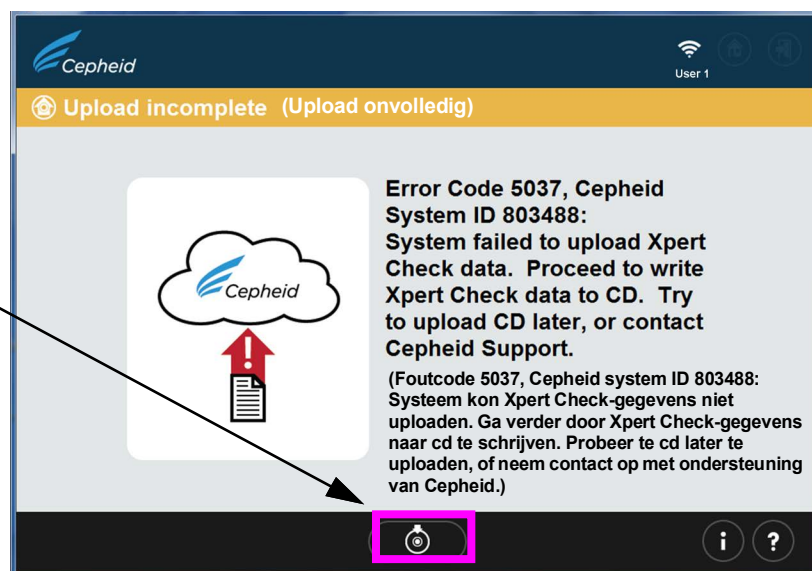 Cepheid
User 1
Upload incomplete (Upload onvolledig)
Error Code 5037, Cepheid
System ID 803488:
System failed to upload Xpert
Check data. Proceed to write
Xpert Check data to CD. Try
to upload CD later, or contact
Cepheid Support.
Cepheid
(Foutcode 5037, Cepheid system ID 803488:
Systeem kon Xpert Check-gegevens niet
uploaden. Ga verder door Xpert Check-gegevens
naar cd te schrijven. Probeer te cd later te
uploaden, of neem contact op met ondersteuning
van Cepheid.)
!
i ?